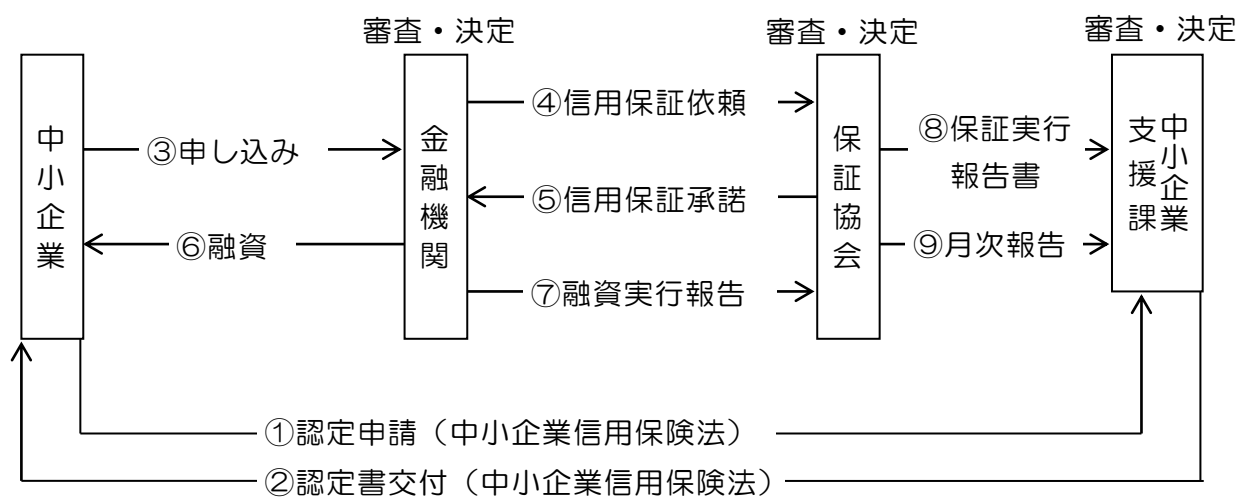 審査・決定
審査・決定
審査・決定
中小企業
③申し込み
⑥融資
金融機関
④信用保証依頼
⑤信用保証承諾
⑦融資実行報告
保証協会
⑧保証実行
報告書
⑨月次報告
中小企業
支援課
①認定申請（中小企業信用保険法）
②認定書交付（中小企業信用保険法）